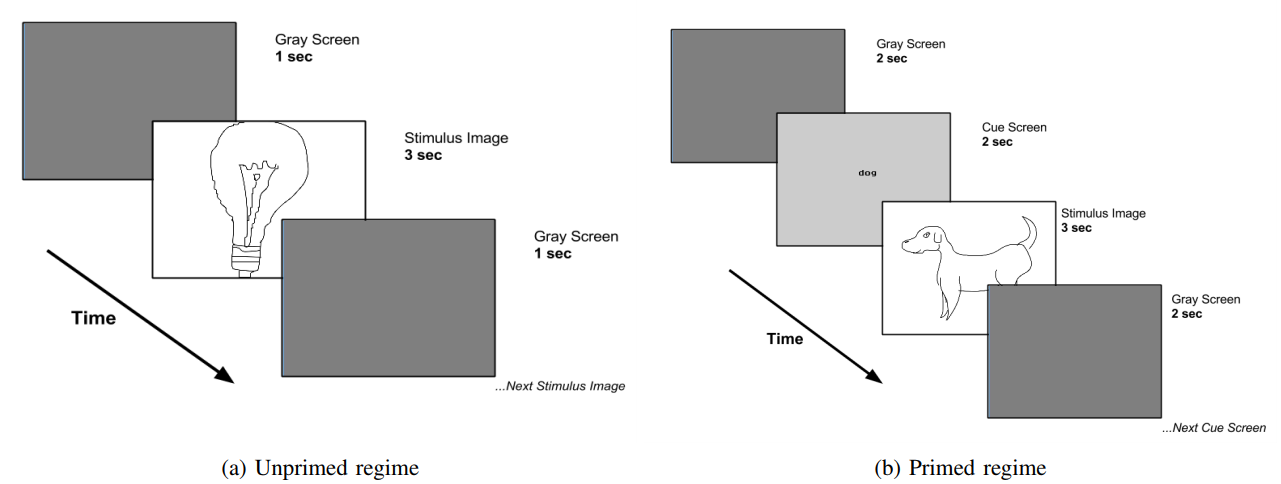 Gray Screen
1 sec
Stimulus Image
3 sec
Gray Screen
1 sec
Time
...Next Stimulus Image
(a) Unprimed regime
Gray Screen
2 sec
Cue Screen
2 sec
dog
Stimulus Image
3 sec
Gray Screen
2 sec
Time
...Next Cue Screen
(b) Primed regime